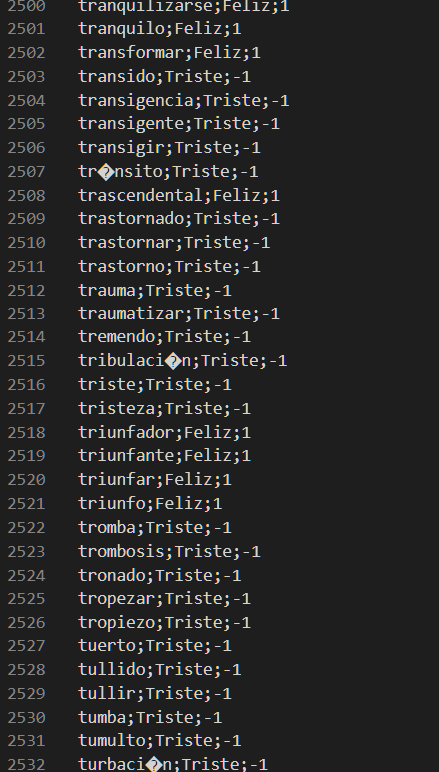 2500 tranquilizarse;Feliz;1
2501 tranquilo;Feliz;1
2502 transformar;Feliz;1
2503 transido;Triste;-1
2504 transigencia;Triste;-1
2505 transigente;Triste;-1
2506 transigir;Triste;-1
2507 tr�nsito;Triste;-1
2508 trascendental;Feliz;1
2509 trastornado;Triste;-1
2510 trastornar;Triste;-1
2511 trastorno;Triste;-1
2512 trauma;Triste;-1
2513 traumatizar;Triste;-1
2514 tremendo;Triste;-1
2515 tribulaci�n;Triste;-1
2516 triste;Triste;-1
2517 tristeza;Triste;-1
2518 triunfador;Feliz;1
2519 triunfante;Feliz;1
2520 triunfar;Feliz;1
2521 triunfo;Feliz;1
2522 tromba;Triste;-1
2523 trombosis;Triste;-1
2524 tronado;Triste;-1
2525 tropezar;Triste;-1
2526 tropiezo;Triste;-1
2527 tuerto;Triste;-1
2528 tullido;Triste;-1
2529 tullir;Triste;-1
2530 tumba;Triste;-1
2531 tumulto;Triste;-1
2532 turbaci�n;Triste;-1